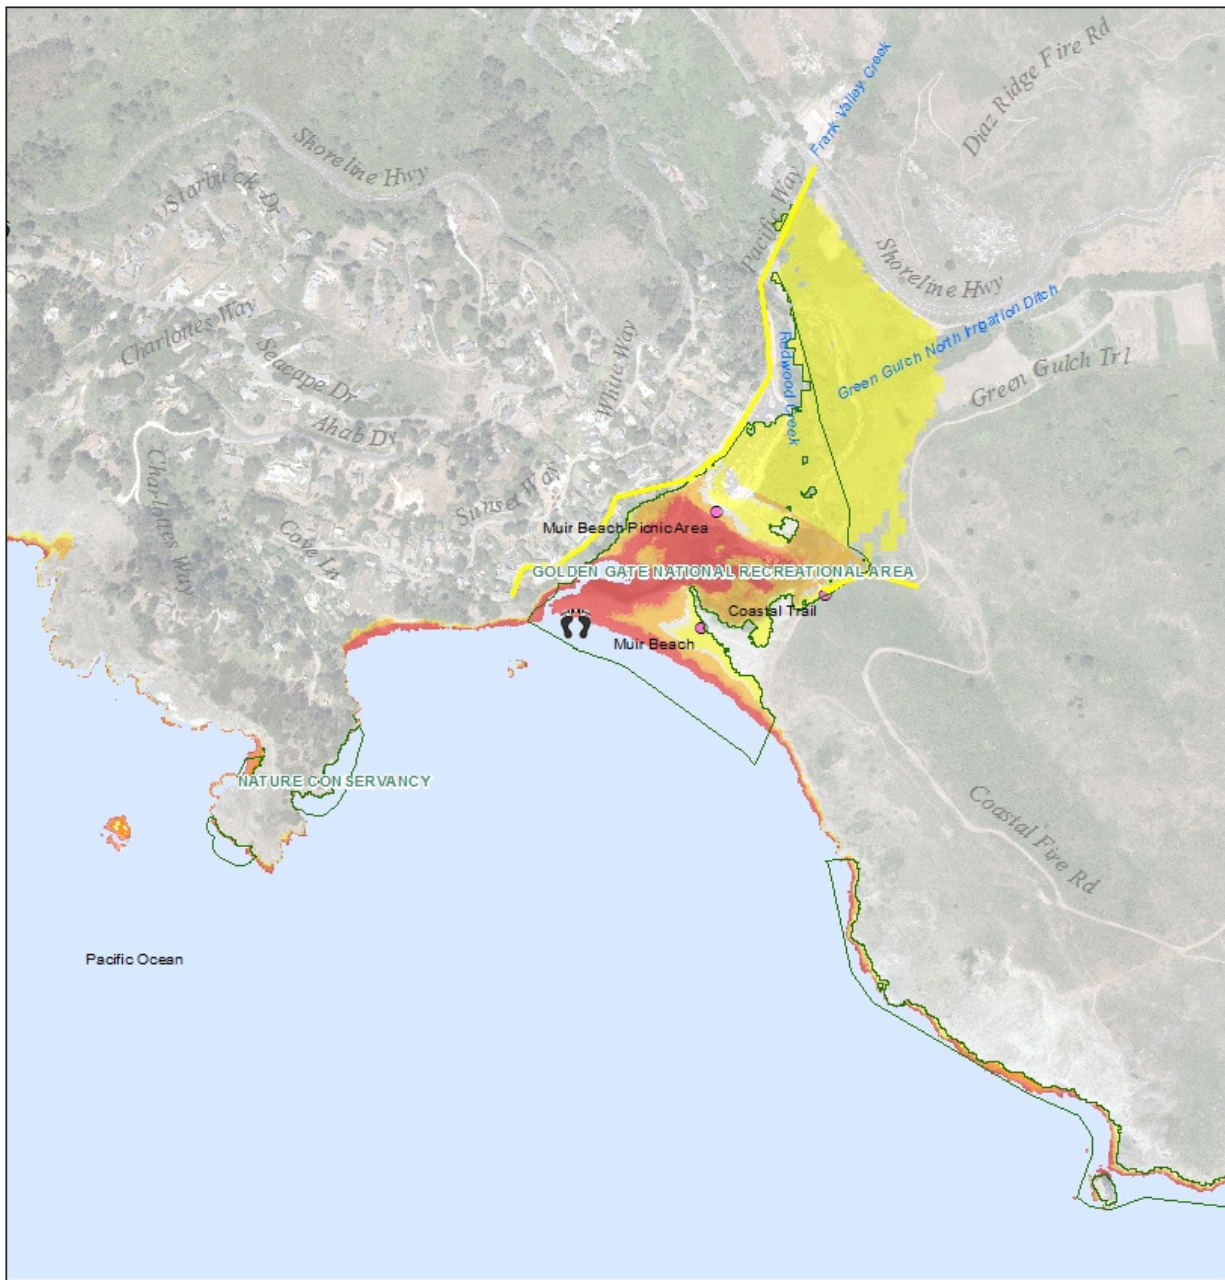 Diaz Ridge Fire Rd
Frank Valley Creek
Shoreline Hwy
Starbuck Dr
Pacific Way
Shoreline Hwy
Charlottes Way
Green Gulch North Irrigation Ditch
Seacape Dr
White Way
Redwood Creek
Green Gulch Trl
Ahab Dr
Charlottes Way
Sunset Way
Muir Beach Picnic Area
Cove Ln
GOLDEN GATE NATIONAL RECREATIONAL AREA
Coastal Trail
Muir Beach
NATURE CONSERVANCY
Coastal Fire Rd
Pacific Ocean